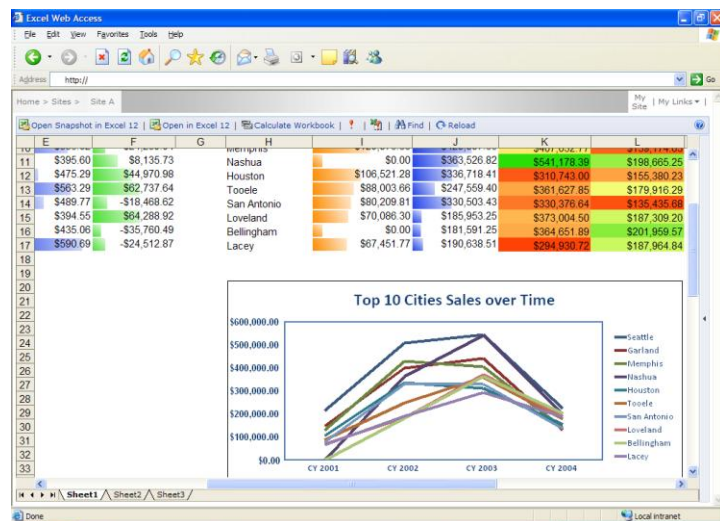 Excel Web Access
File Edit View Favorites Tools Help
Address http:// Go
Home > Sites > Site A My Site | My Links
Open Snapshot in Excel 12 | Open in Excel 12 | Calculate Workbook | Find | Reload
E F G H I J K L
11 $395.60 $8,135.73 Nashua $0.00 $363,526.82 $541,178.39 $198,665.25
12 $475.29 $44,970.98 Houston $106,521.28 $336,718.41 $310,743.00 $155,380.23
13 $563.29 $62,737.64 Tooele $88,003.66 $247,559.40 $361,627.85 $179,916.29
14 $489.77 -$18,468.62 San Antonio $80,209.81 $330,503.43 $330,376.64 $135,435.68
15 $394.55 $64,288.92 Loveland $70,086.30 $185,953.25 $373,004.50 $187,309.20
16 $435.06 -$35,760.49 Bellingham $0.00 $181,591.25 $364,651.89 $201,959.57
17 $590.69 -$24,512.87 Lacey $67,451.77 $190,638.51 $294,930.72 $187,964.84
18
19
20
21
22
23
24
25
26
27
28
29
30
31
32
33
Top 10 Cities Sales over Time
$600,000.00
$500,000.00
$400,000.00
$300,000.00
$200,000.00
$100,000.00
$0.00
CY 2001 CY 2002 CY 2003 CY 2004
Seattle
Garland
Memphis
Nashua
Houston
Tooele
San Antonio
Loveland
Bellingham
Lacey
Sheet1 Sheet2 Sheet3
Done Local intranet